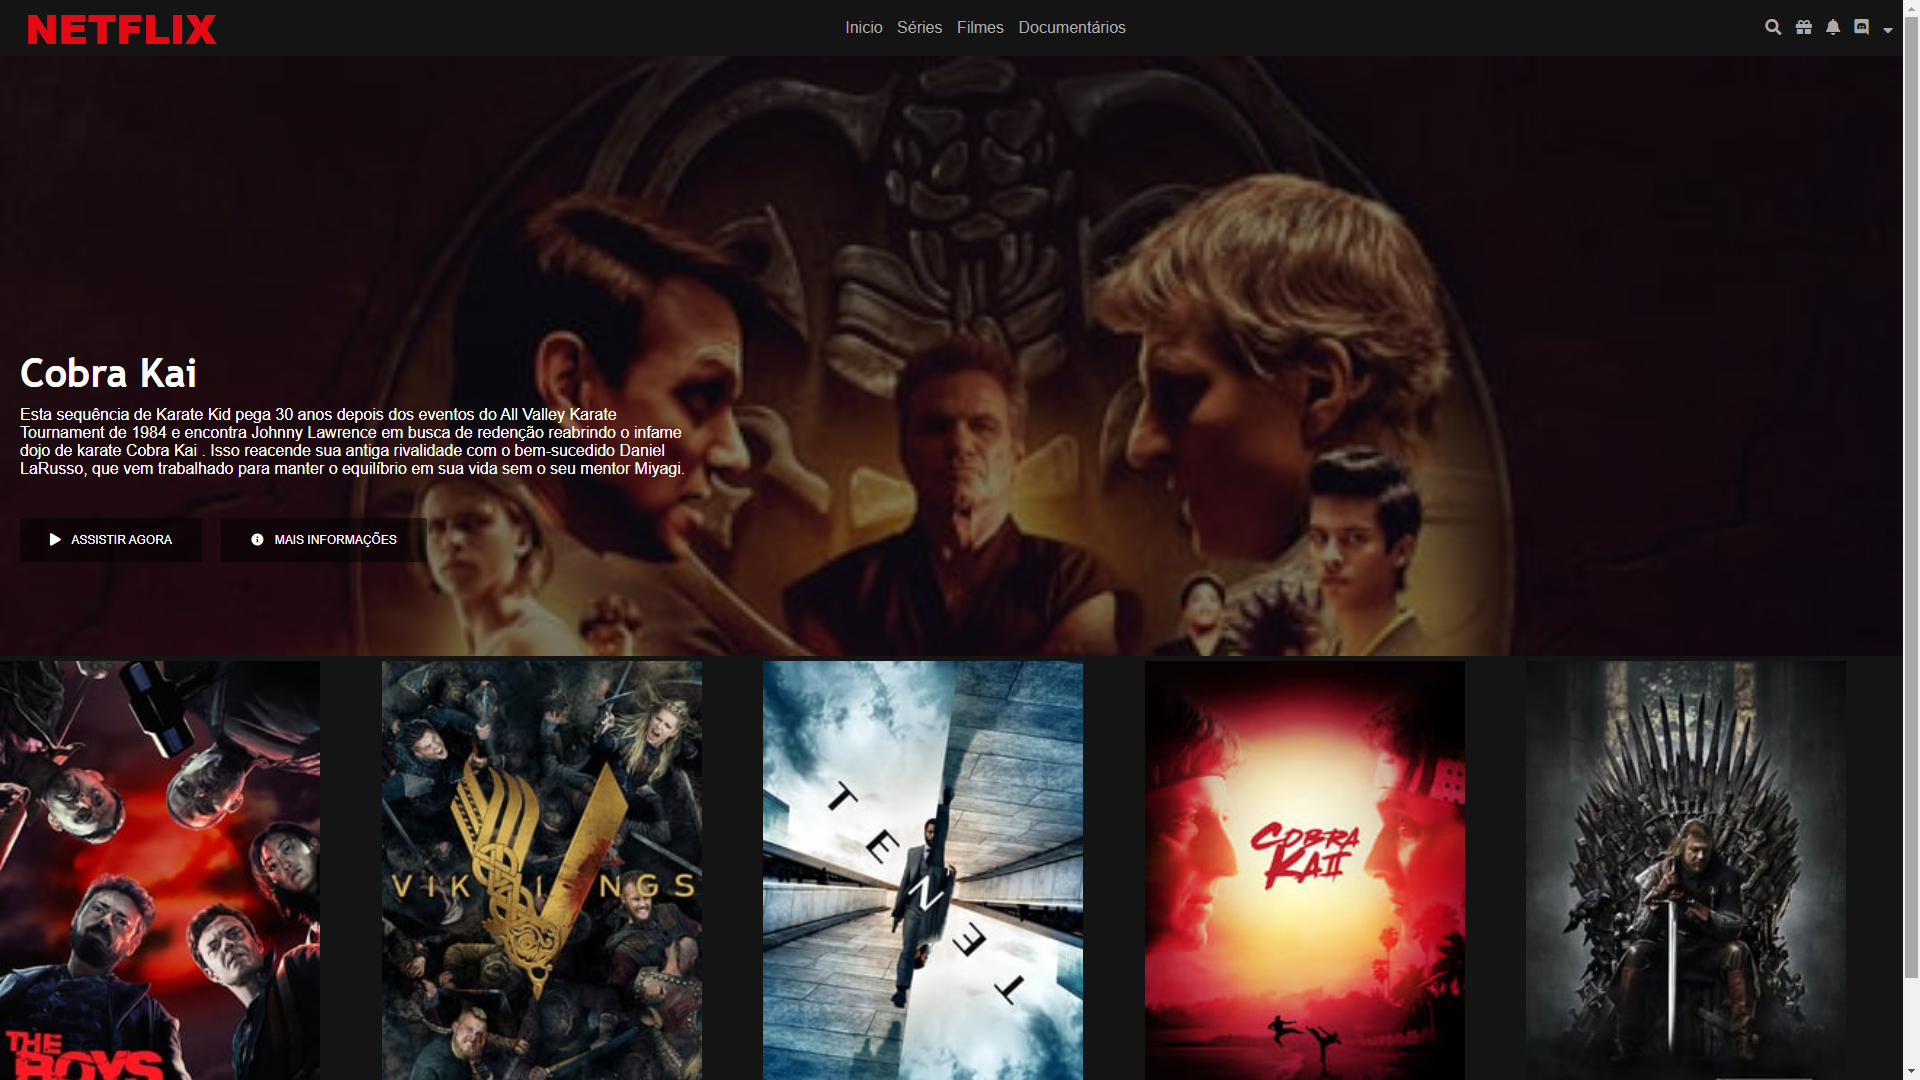 NETFLIX
Inicio Séries Filmes Documentários
Cobra Kai
Esta sequência de Karate Kid pega 30 anos depois dos eventos do All Valley Karate
Tournament de 1984 e encontra Johnny Lawrence em busca de redenção reabrindo o infame
dojo de karate Cobra Kai . Isso reacende sua antiga rivalidade com o bem-sucedido Daniel
LaRusso, que vem trabalhado para manter o equilíbrio em sua vida sem o seu mentor Miyagi.
ASSISTIR AGORA MAIS INFORMAÇÕES
THE
BOYS
VIKINGS
TENET
COBRA
KAII